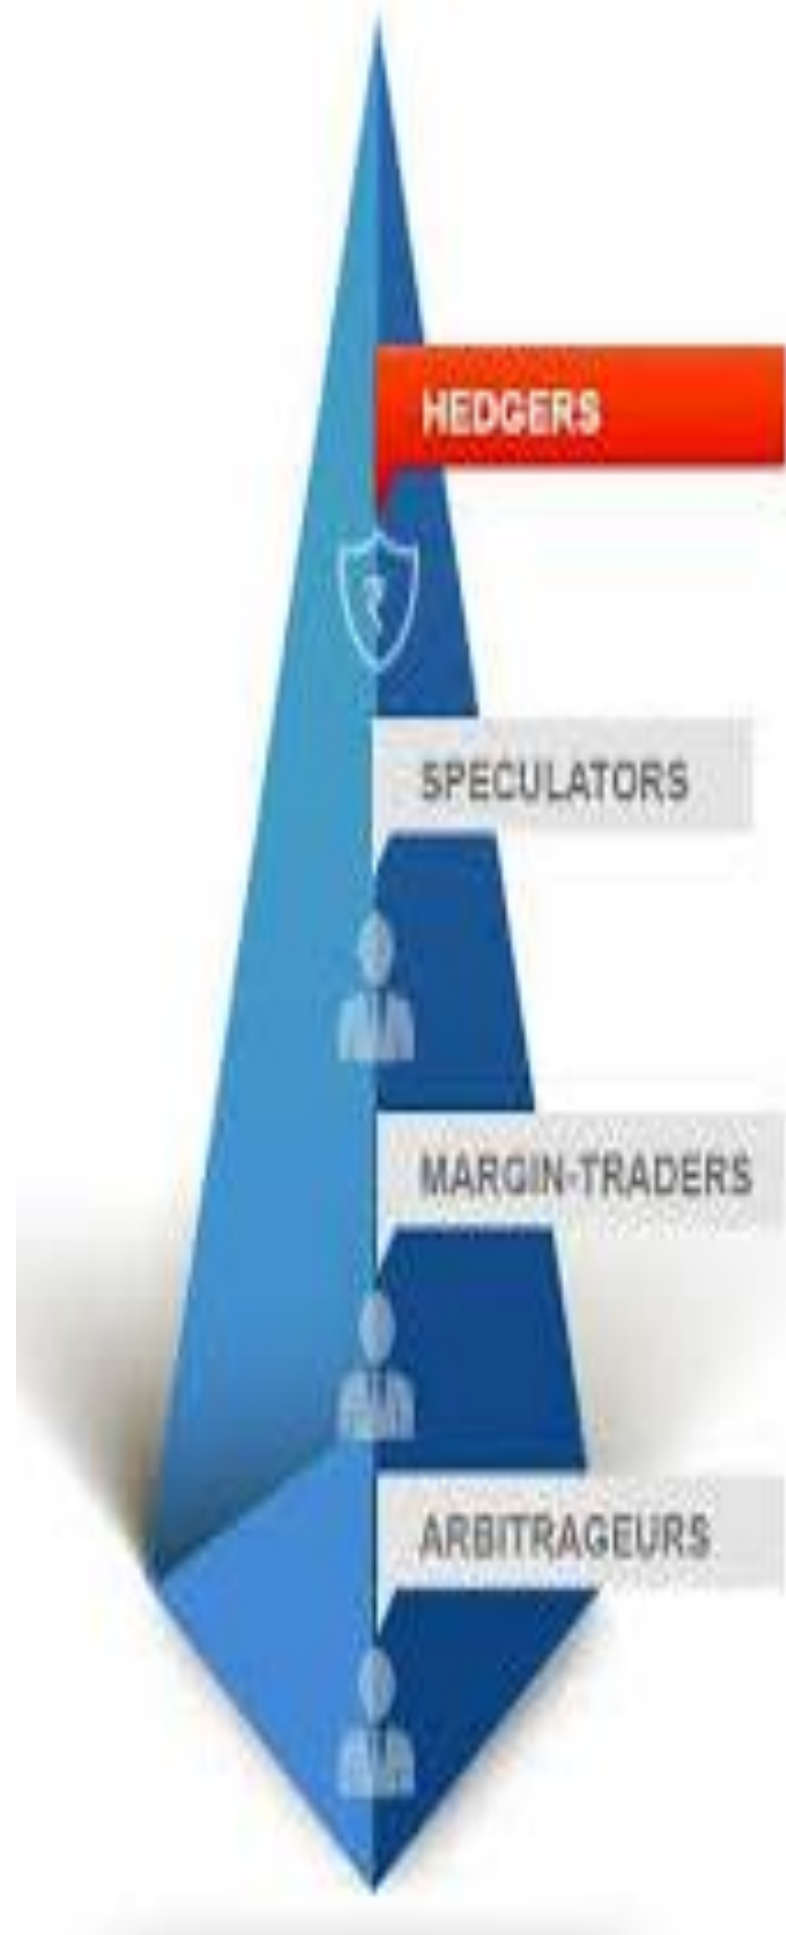 HEDGERS
₹
SPECULATORS
MARGIN-TRADERS
ARBITRAGEURS